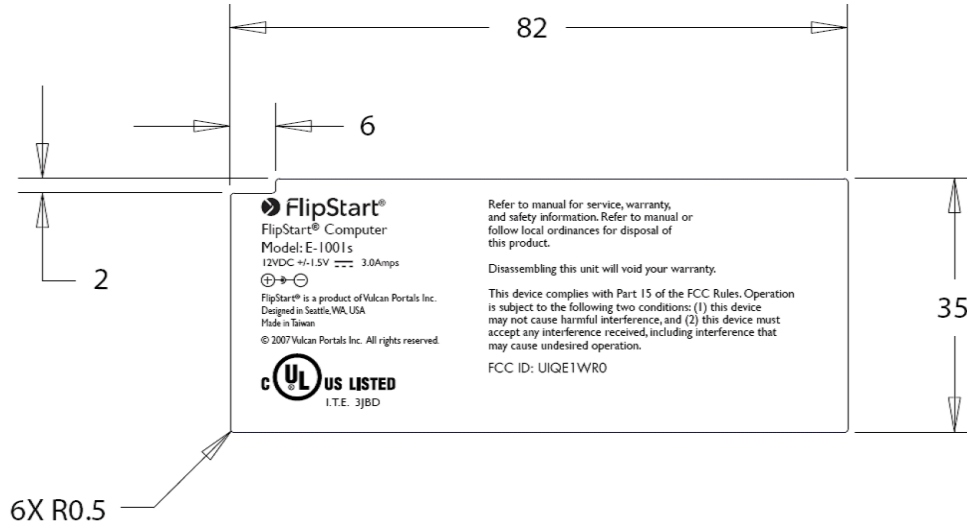 82
6
2
FlipStart®
FlipStart® Computer
Model: E-1001s
12VDC +/-1.5V 3.0Amps
FlipStart® is a product of Vulcan Portals Inc.
Designed in Seattle, WA, USA
Made in Taiwan
© 2007 Vulcan Portals Inc. All rights reserved.
C UL® US LISTED
I.T.E. 3JBD
Refer to manual for service, warranty,
and safety information. Refer to manual or
follow local ordinances for disposal of
this product.
Disassembling this unit will void your warranty.
This device complies with Part 15 of the FCC Rules. Operation
is subject to the following two conditions: (1) this device
may not cause harmful interference, and (2) this device must
accept any interference received, including interference that
may cause undesired operation.
FCC ID: UIQE1WR0
35
6X R0.5